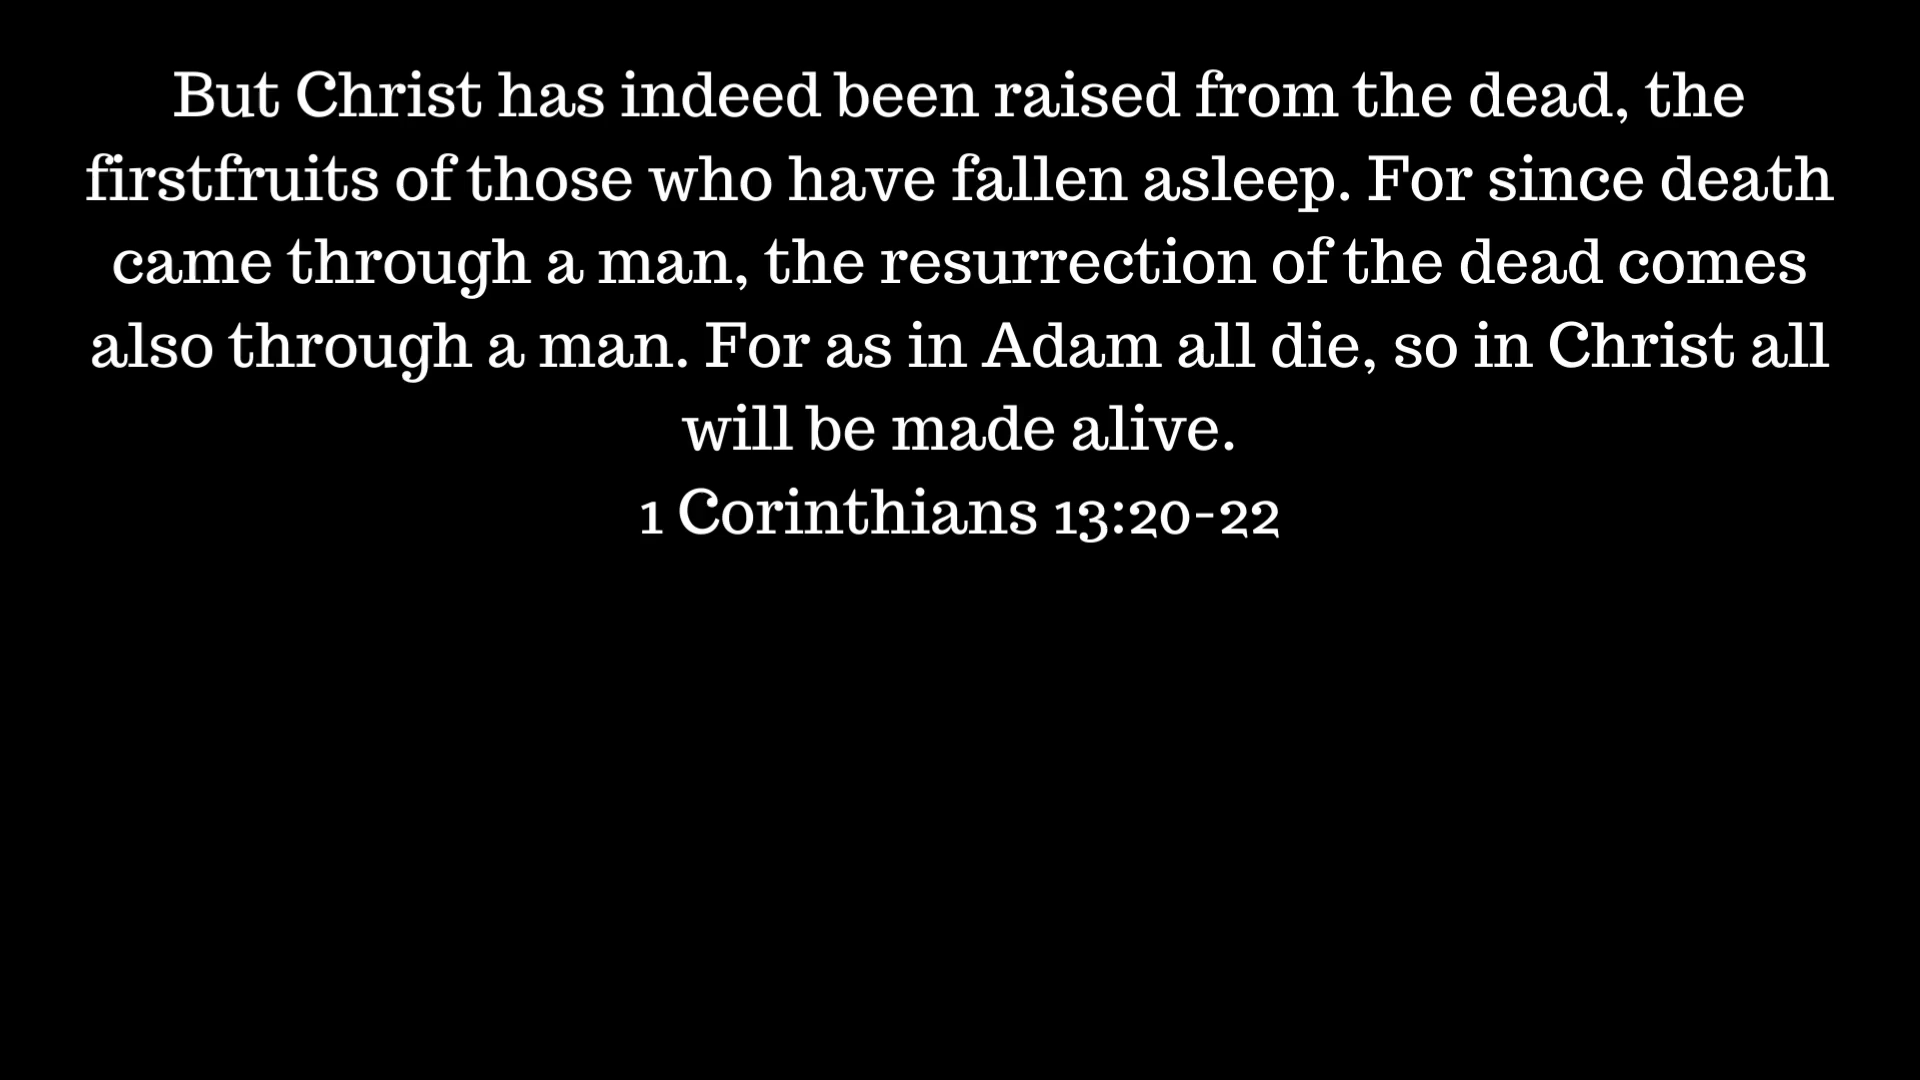 But Christ has indeed been raised from the dead, the
firstfruits of those who have fallen asleep. For since death
came through a man, the resurrection of the dead comes
also through a man. For as in Adam all die, so in Christ all
will be made alive.
1 Corinthians 13:20-22